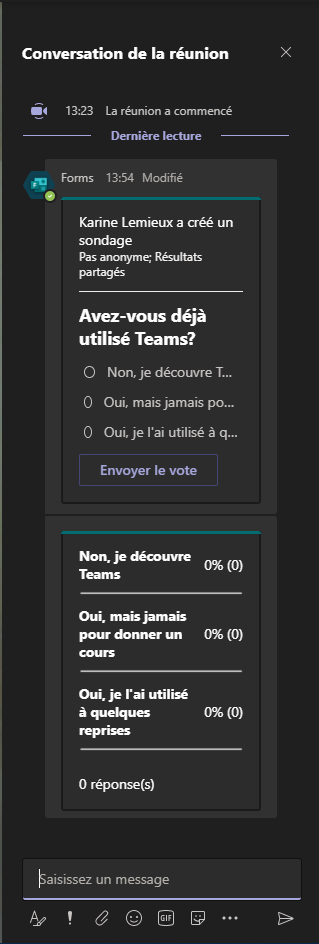 Conversation de la réunion
13:23 La réunion a commencé
Dernière lecture
Forms 13:54 Modifié
Karine Lemieux a créé un
sondage
Pas anonyme; Résultats
partagés
Avez-vous déjà
utilisé Teams?
Non, je découvre T...
Oui, mais jamais po...
Oui, je l'ai utilisé à q...
Envoyer le vote
Non, je découvre
Teams
0% (0)
Oui, mais jamais
pour donner un
cours
0% (0)
Oui, je l'ai utilisé
à quelques
reprises
0% (0)
0 réponse(s)
Saisissez un message
GIF